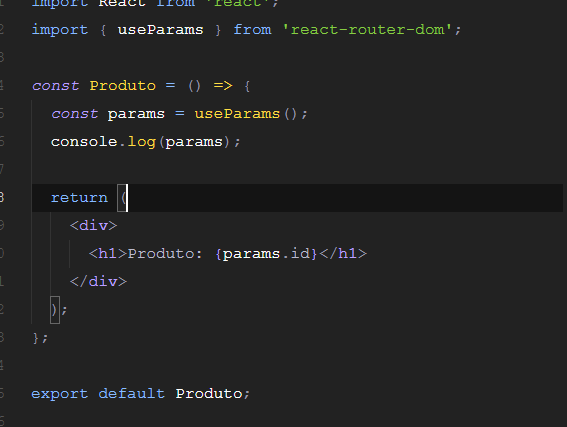 import React from 'react';
import { useParams } from 'react-router-dom';
const Produto = () => {
const params = useParams();
console.log(params);
return (
<div>
<h1>Produto: {params.id}</h1>
</div>
);
};
export default Produto;